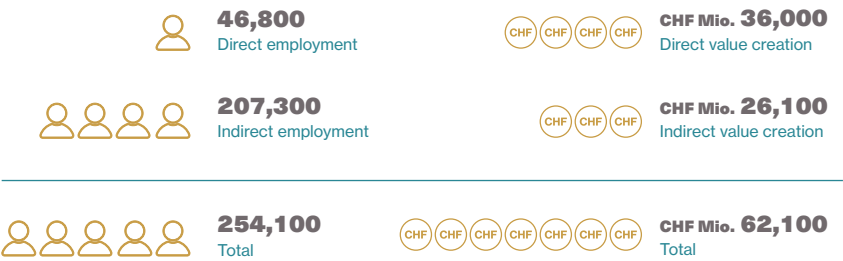 46,800
Direct employment
CHF CHF CHF CHF
CHF Mio. 36,000
Direct value creation
207,300
Indirect employment
CHF CHF CHF
CHF Mio. 26,100
Indirect value creation
254,100
Total
CHF CHF CHF CHF CHF CHF CHF
CHF Mio. 62,100
Total